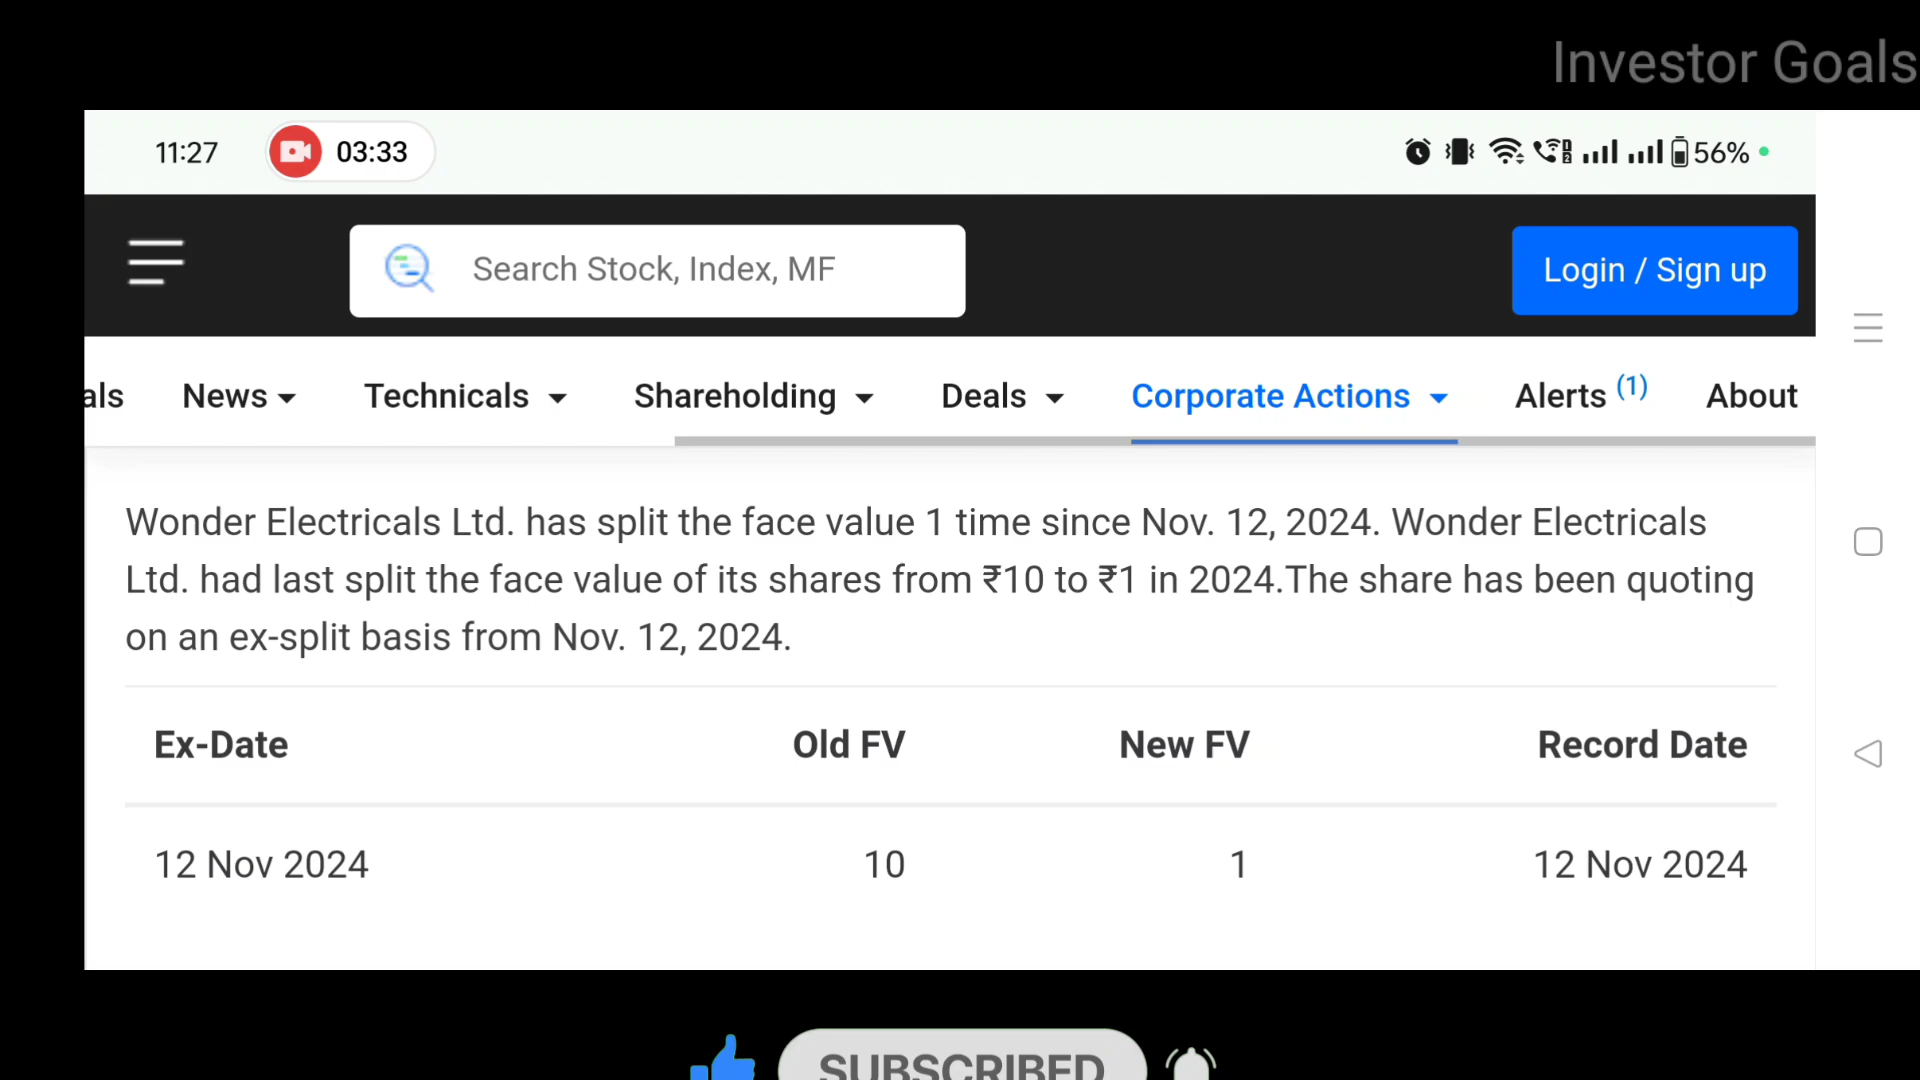 Investor Goals
11:27 03:33 56%
Search Stock, Index, MF
Login / Sign up
als News Technicals Shareholding Deals Corporate Actions Alerts (1) About
Wonder Electricals Ltd. has split the face value 1 time since Nov. 12, 2024. Wonder Electricals
Ltd. had last split the face value of its shares from ₹10 to ₹1 in 2024.The share has been quoting
on an ex-split basis from Nov. 12, 2024.
Ex-Date Old FV New FV Record Date
12 Nov 2024 10 1 12 Nov 2024
SUBSCRIBED